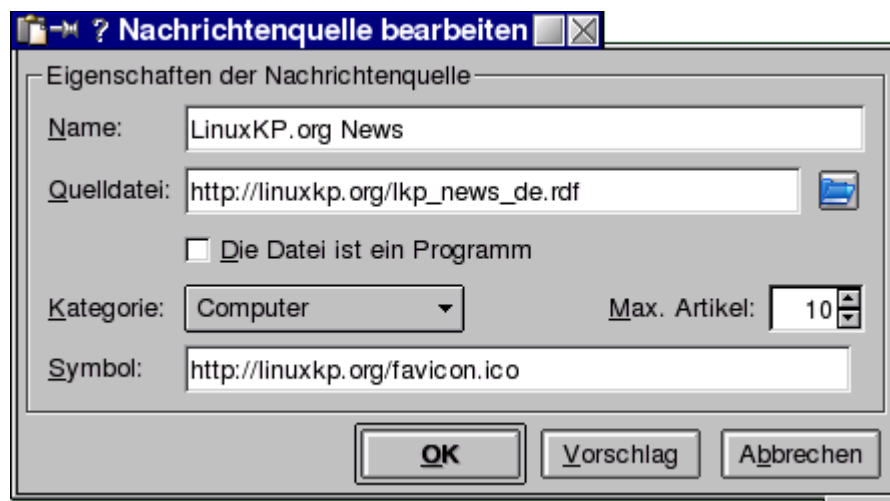 ? Nachrichtenquelle bearbeiten
Eigenschaften der Nachrichtenquelle
Name: LinuxKP.org News
Quelldatei: http://linuxkp.org/lkp_news_de.rdf
Die Datei ist ein Programm
Kategorie: Computer Max. Artikel: 10
Symbol: http://linuxkp.org/favicon.ico
OK Vorschlag Abbrechen